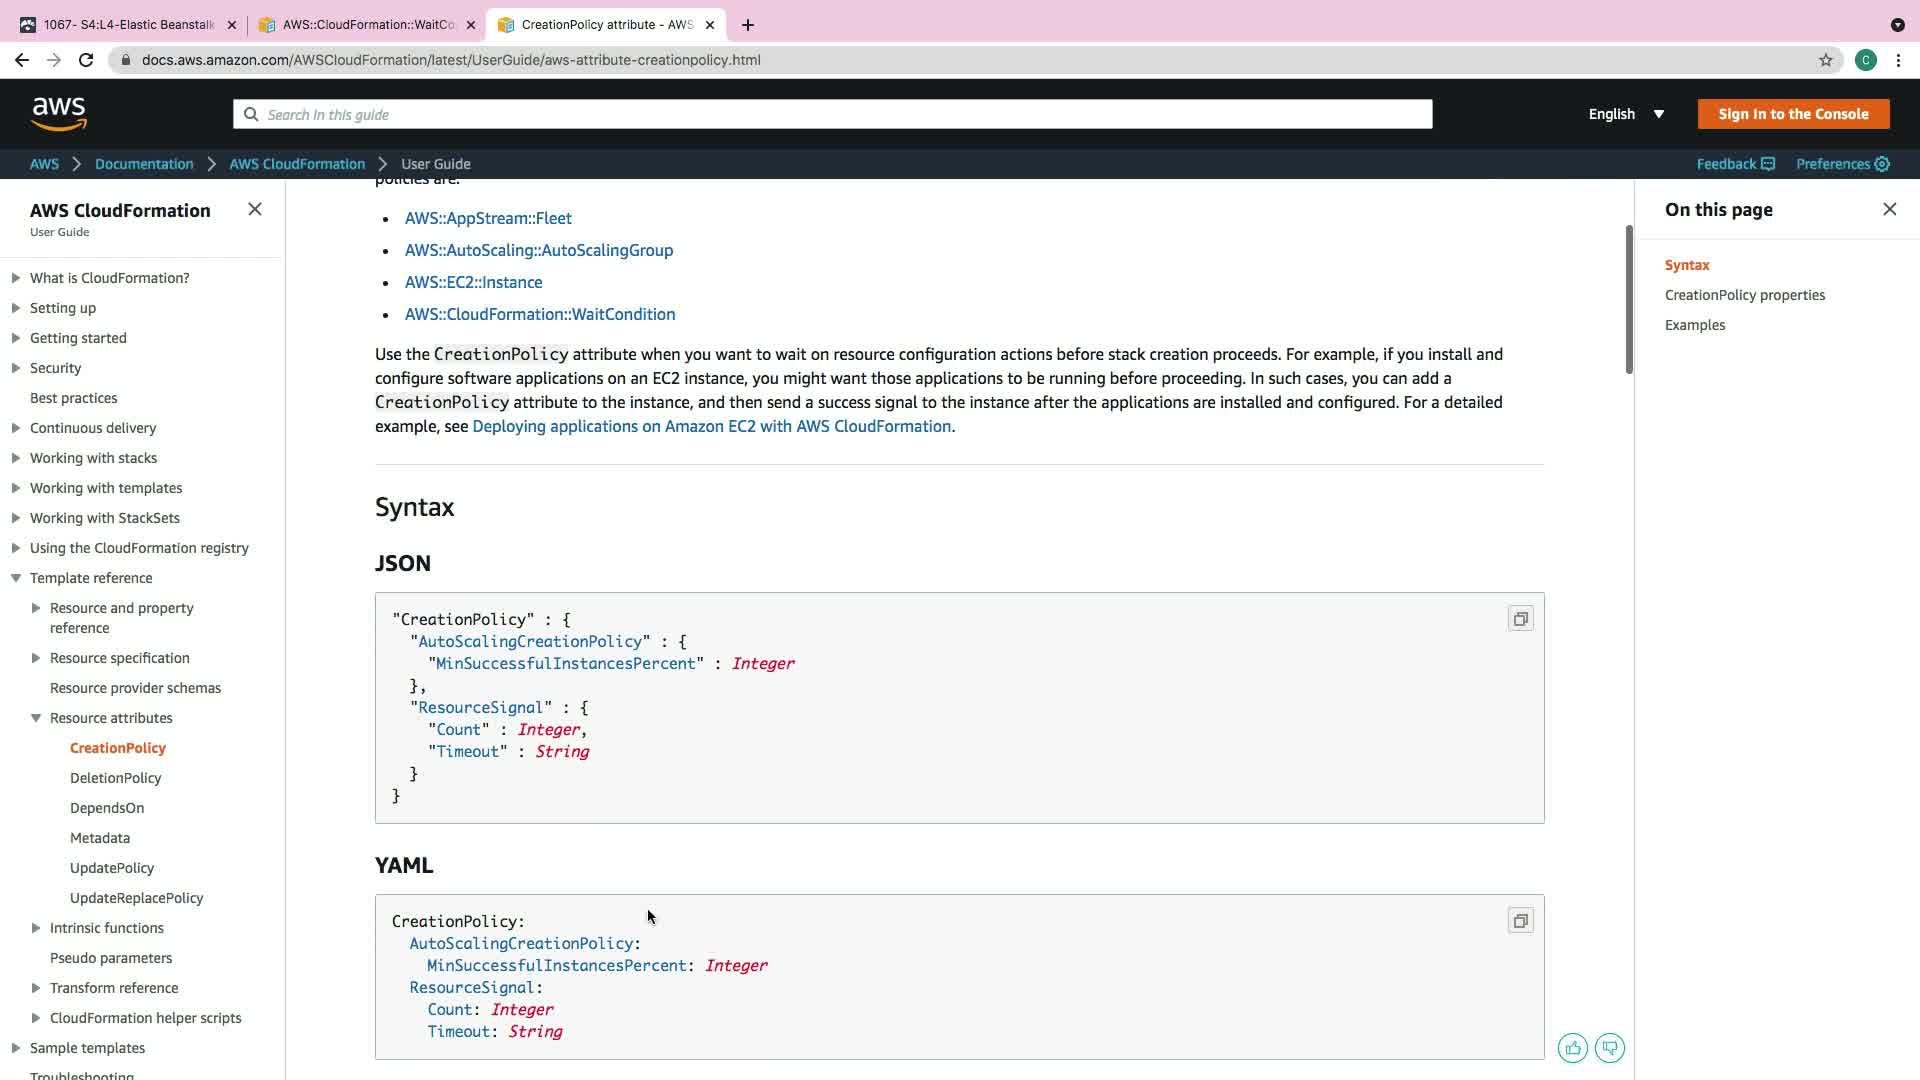 1067- S4:L4-Elastic Beanstalk
AWS::CloudFormation::WaitCo
CreationPolicy attribute - AWS
docs.aws.amazon.com/AWSCloudFormation/latest/UserGuide/aws-attribute-creationpolicy.html
C
aws
Search in this guide
English
Sign In to the Console
AWS
Documentation
AWS CloudFormation
User Guide
Feedback
Preferences
AWS CloudFormation
User Guide
What is CloudFormation?
Setting up
Getting started
Security
Best practices
Continuous delivery
Working with stacks
Working with templates
Working with StackSets
Using the CloudFormation registry
Template reference
Resource and property
reference
Resource specification
Resource provider schemas
Resource attributes
CreationPolicy
DeletionPolicy
DependsOn
Metadata
UpdatePolicy
UpdateReplacePolicy
Intrinsic functions
Pseudo parameters
Transform reference
CloudFormation helper scripts
Sample templates
Troubleshooting
policies are:
• AWS::AppStream::Fleet
• AWS::AutoScaling::AutoScalingGroup
• AWS::EC2::Instance
• AWS::CloudFormation::WaitCondition
Use the CreationPolicy attribute when you want to wait on resource configuration actions before stack creation proceeds. For example, if you install and
configure software applications on an EC2 instance, you might want those applications to be running before proceeding. In such cases, you can add a
CreationPolicy attribute to the instance, and then send a success signal to the instance after the applications are installed and configured. For a detailed
example, see Deploying applications on Amazon EC2 with AWS CloudFormation.
Syntax
JSON
"CreationPolicy" : {
"AutoScalingCreationPolicy" : {
"MinSuccessfulInstancesPercent" : Integer
},
"ResourceSignal" : {
"Count" : Integer,
"Timeout" : String
}
}
YAML
CreationPolicy:
AutoScalingCreationPolicy:
MinSuccessfulInstancesPercent: Integer
ResourceSignal:
Count: Integer
Timeout: String
On this page
Syntax
CreationPolicy properties
Examples